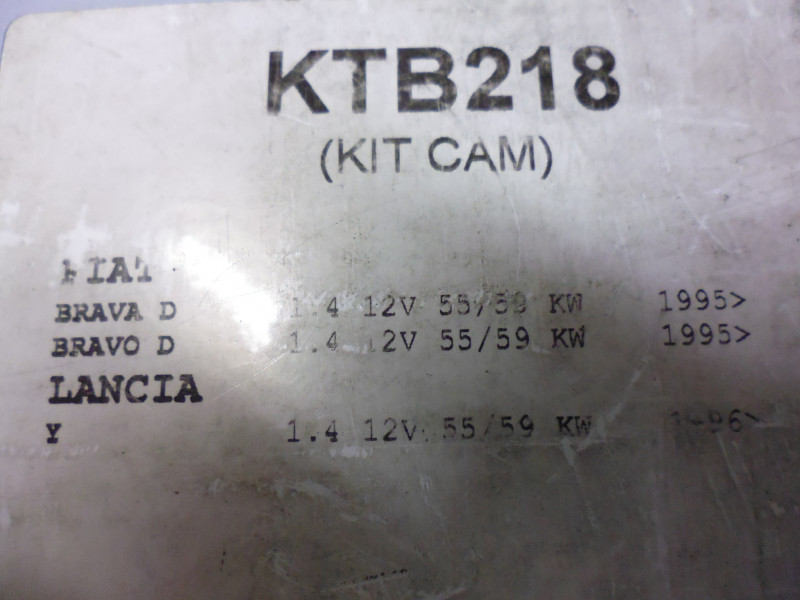 KTB218
(KIT CAM)
FIAT
BRAVA D 1.4 12V 55/59 KW 1995>
BRAVO D 1.4 12V 55/59 KW 1995>
LANCIA
Y 1.4 12V 55/59 KW 1996>